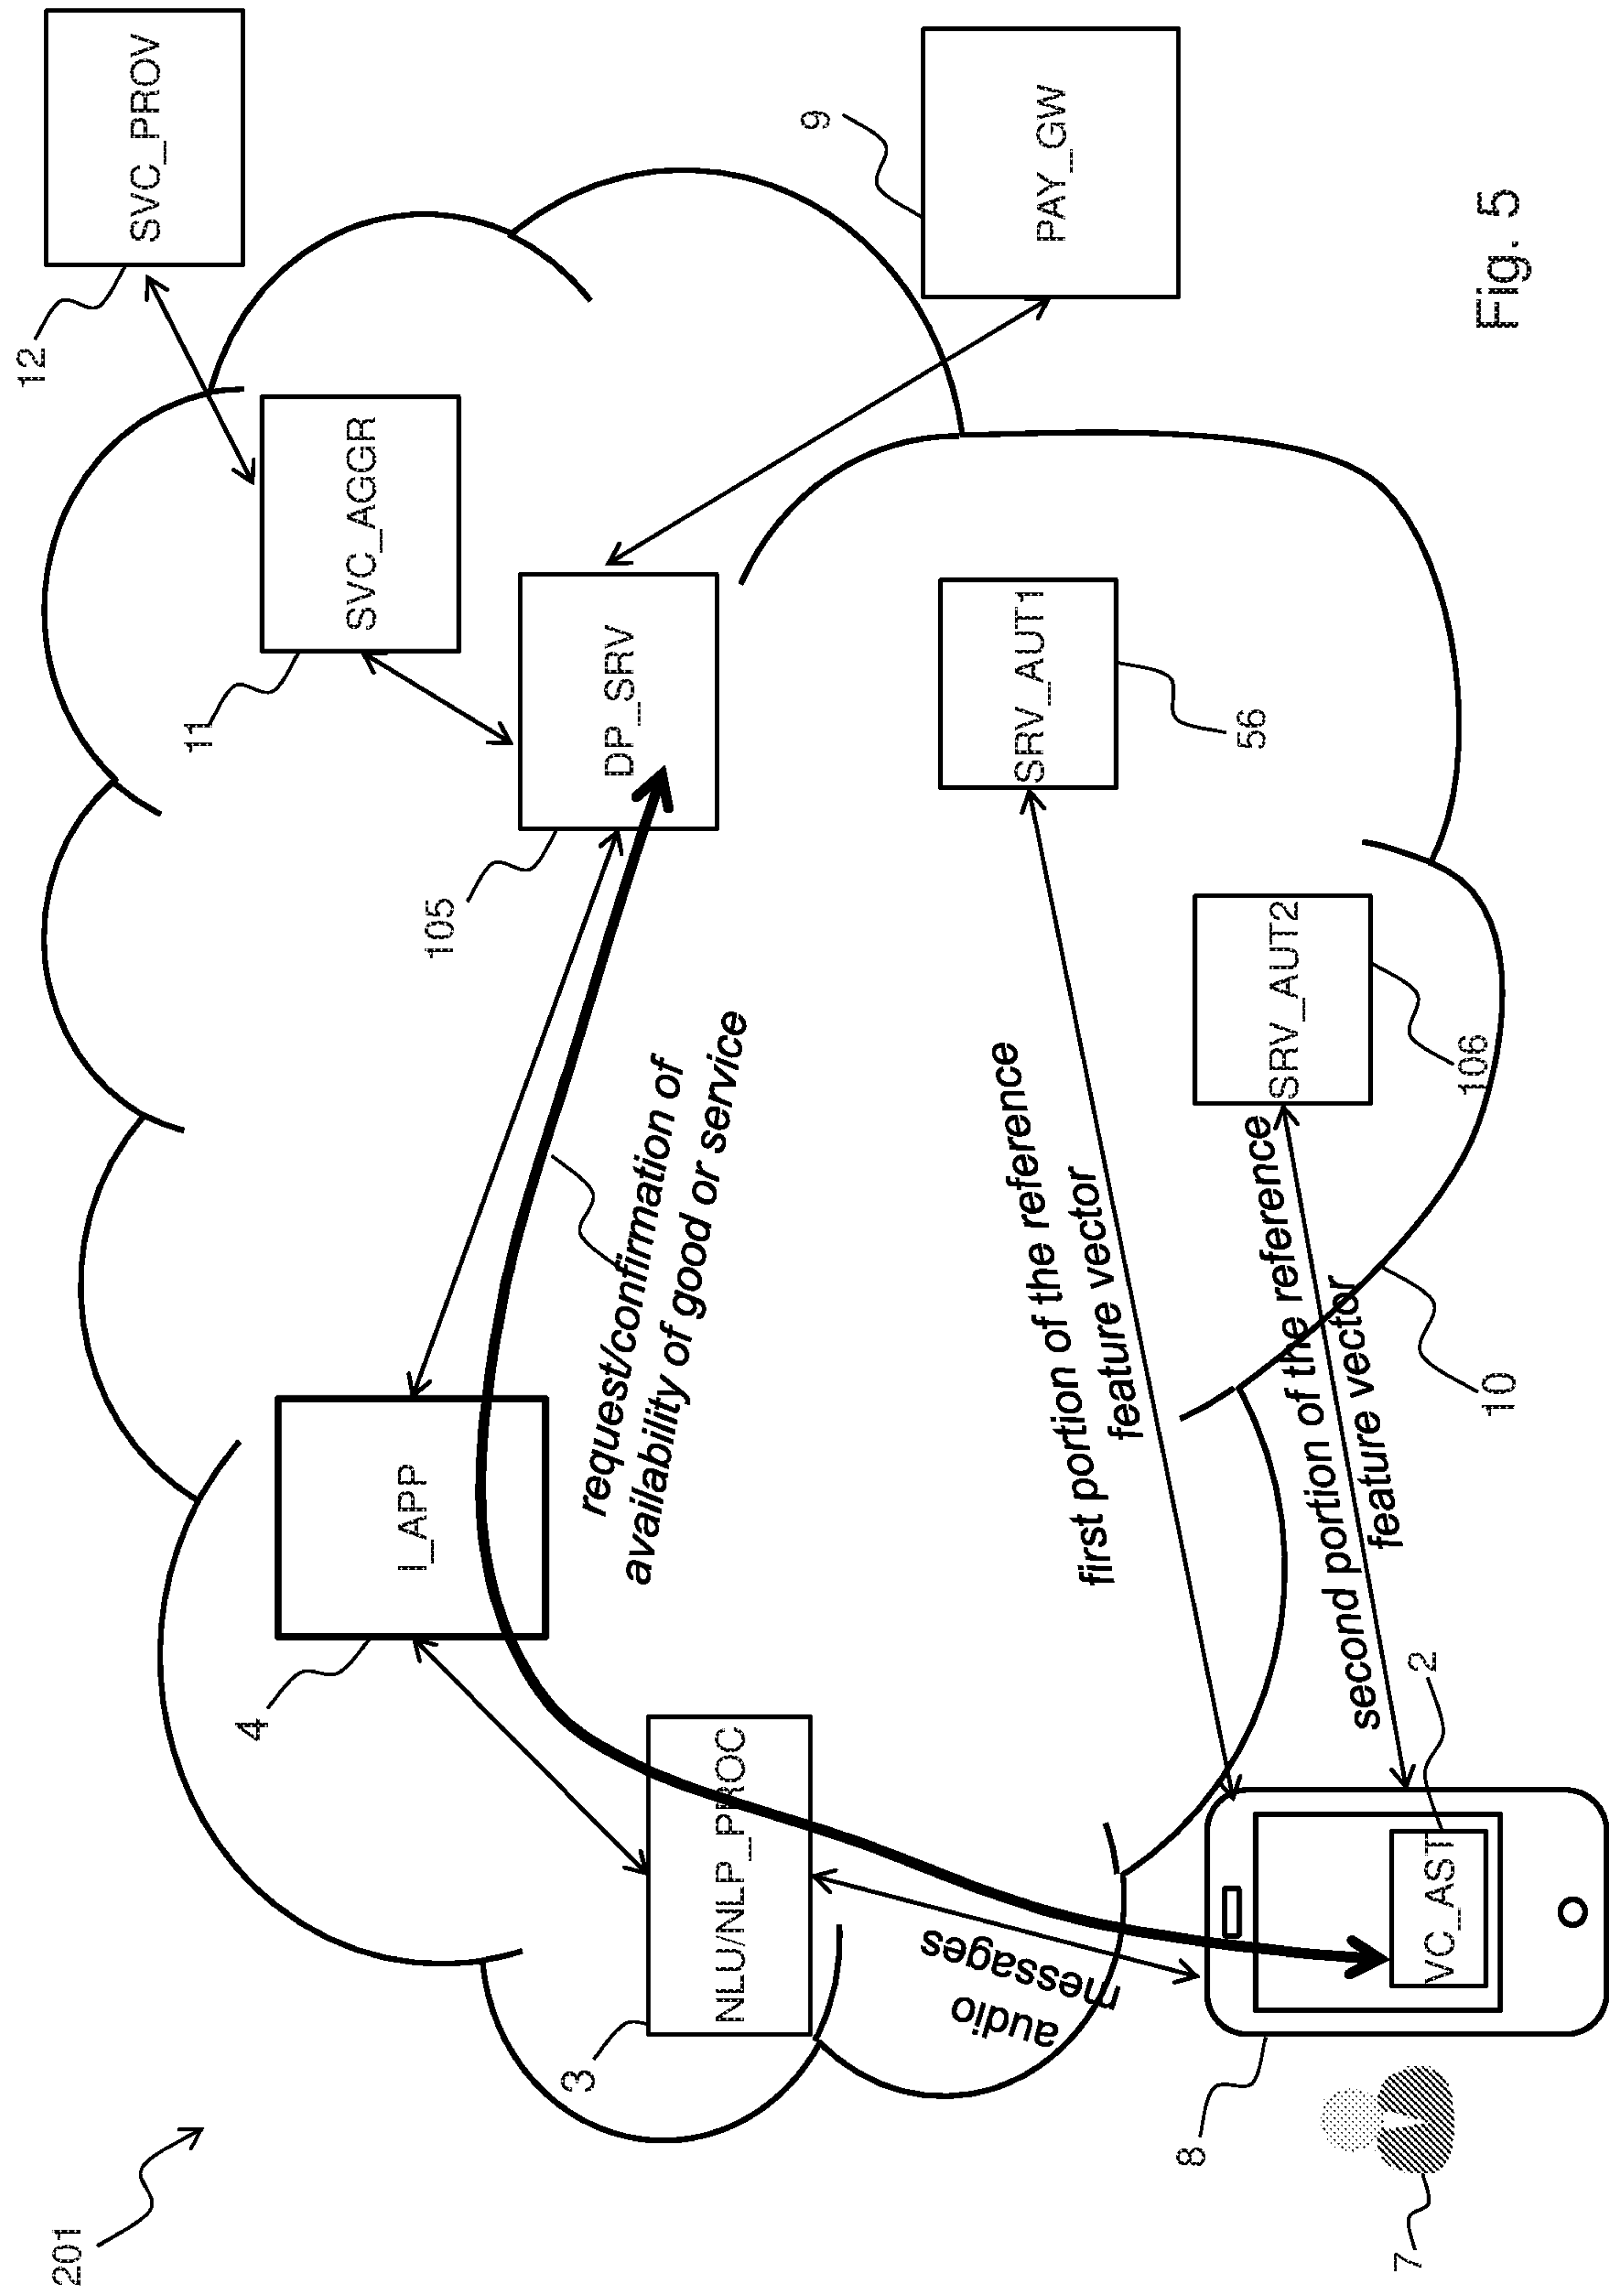 201
12
SVC_PROV
11
SVC_AGGR
4
I_APP
105
DP_SRV
9
PAY_GW
3
NLU/NLP_PROC
request/confirmation of
availability of good or service
audio
messages
first portion of the reference
feature vector
SRV_AUT1
56
second portion of the reference
feature vector
SRV_AUT2
106
10
8
VC_AST
2
7
Fig. 5